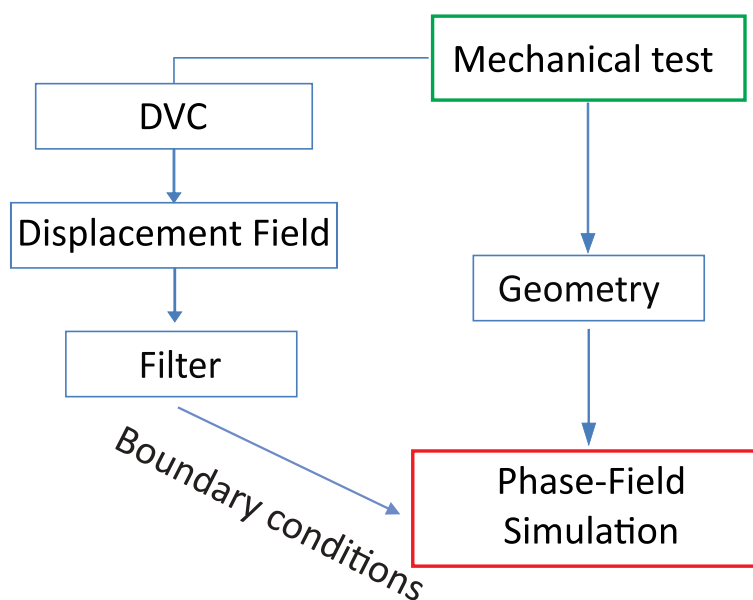 Mechanical test
DVC
Displacement Field
Geometry
Filter
Boundary conditions
Phase-Field
Simulation